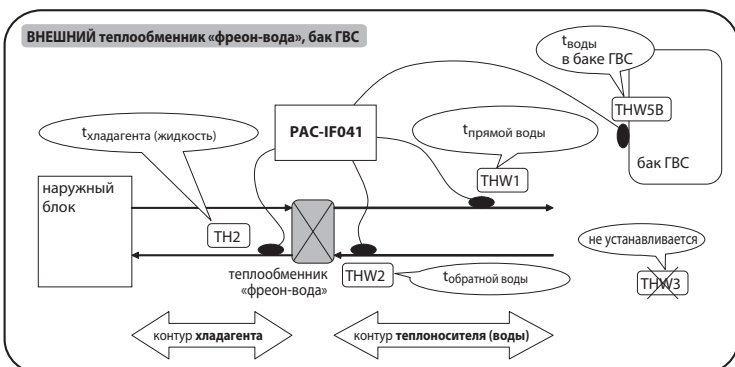 ВНЕШНИЙ теплообменник «фреон-вода», бак ГВС
tводы
в баке ГВС
THW5B
tхладагента (жидкость)
PAC-IF041
tпрямой воды
THW1
бак ГВС
наружный
блок
TH2
не устанавливается
теплообменник
«фреон-вода»
THW2
tобратной воды
THW3
контур хладагента
контур теплоносителя (воды)